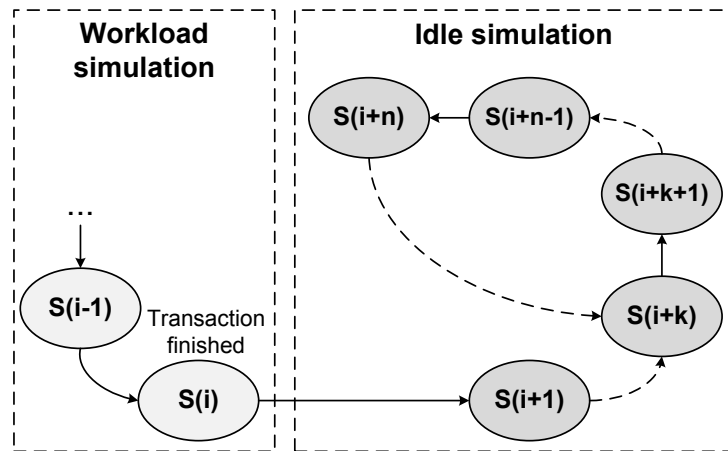 Workload
simulation
...
S(i-1)
Transaction
finished
S(i)
Idle simulation
S(i+n)
S(i+n-1)
S(i+k+1)
S(i+k)
S(i+1)